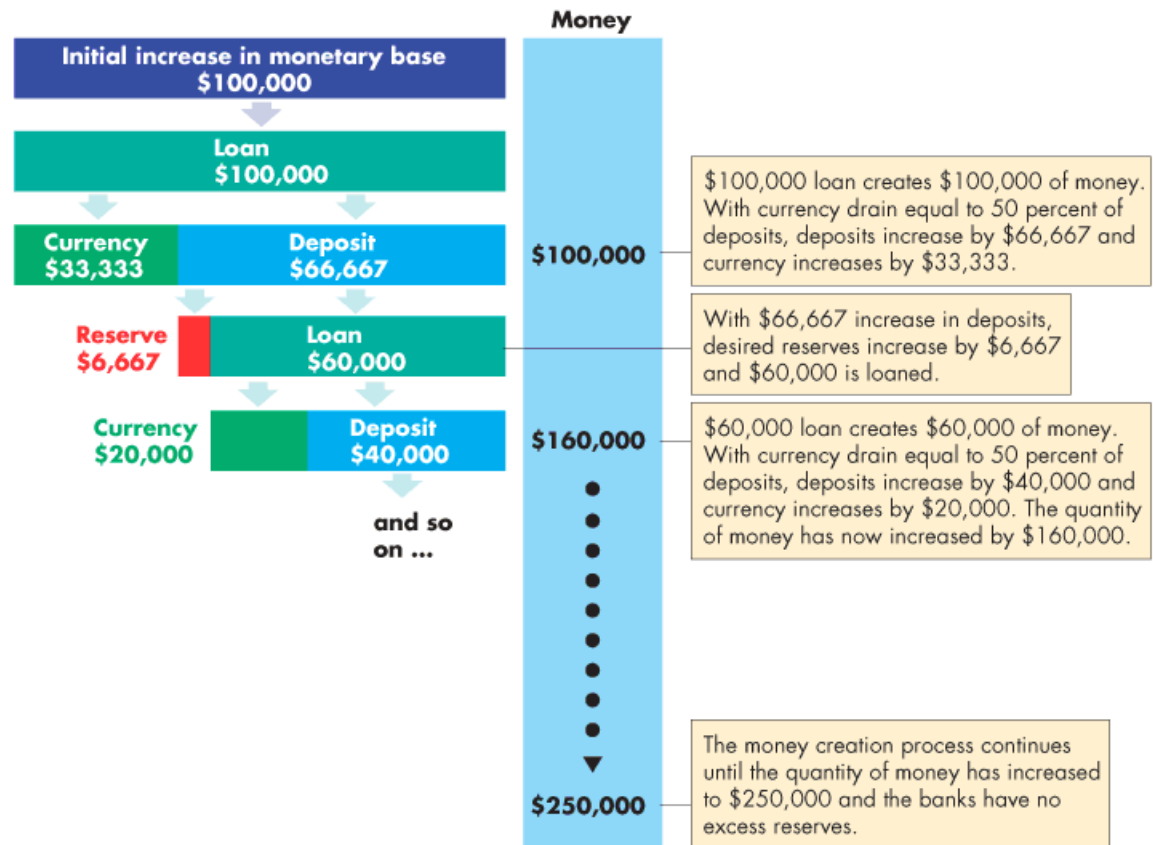 Money
Initial increase in monetary base
$100,000
Loan
$100,000
Currency
$33,333
Deposit
$66,667
$100,000
$100,000 loan creates $100,000 of money.
With currency drain equal to 50 percent of
deposits, deposits increase by $66,667 and
currency increases by $33,333.
Reserve
$6,667
Loan
$60,000
With $66,667 increase in deposits,
desired reserves increase by $6,667
and $60,000 is loaned.
Currency
$20,000
Deposit
$40,000
$160,000
$60,000 loan creates $60,000 of money.
With currency drain equal to 50 percent of
deposits, deposits increase by $40,000 and
currency increases by $20,000. The quantity
of money has now increased by $160,000.
and so
on ...
$250,000
The money creation process continues
until the quantity of money has increased
to $250,000 and the banks have no
excess reserves.